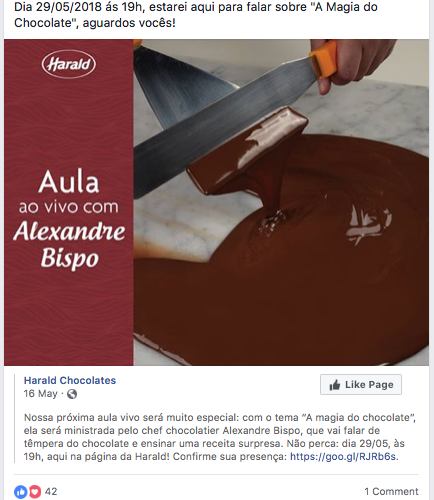 Dia 29/05/2018 ás 19h, estarei aqui para falar sobre "A Magia do
Chocolate", aguardos vocês!
Harald
Aula
ao vivo com
Alexandre
Bispo
Harald Chocolates
16 May ·
Like Page
Nossa próxima aula vivo será muito especial: com o tema “A magia do chocolate”,
ela será ministrada pelo chef chocolatier Alexandre Bispo, que vai falar de
têmpera do chocolate e ensinar uma receita surpresa. Não perca: dia 29/05, às
19h, aqui na página da Harald! Confirme sua presença: https://goo.gl/RJRb6s.
42
1 Comment